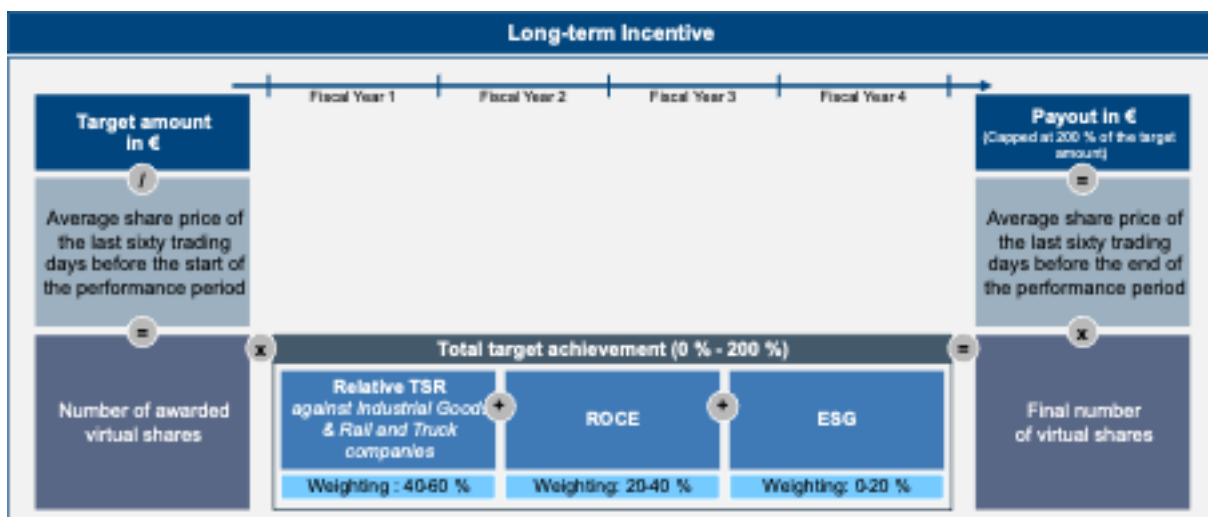 Long-term Incentive
Fiscal Year 1
Fiscal Year 2
Fiscal Year 3
Fiscal Year 4
Target amount
in €
/
Average share price of
the last sixty trading
days before the start of
the performance period
=
Number of awarded
virtual shares
x
Total target achievement (0 % - 200 %)
Relative TSR
against Industrial Goods
& Rail and Truck
companies
Weighting : 40-60 %
+
ROCE
Weighting: 20-40 %
+
ESG
Weighting: 0-20 %
=
Payout in €
(Capped at 200 % of the target
amount)
=
Average share price of
the last sixty trading
days before the end of
the performance period
x
Final number
of virtual shares